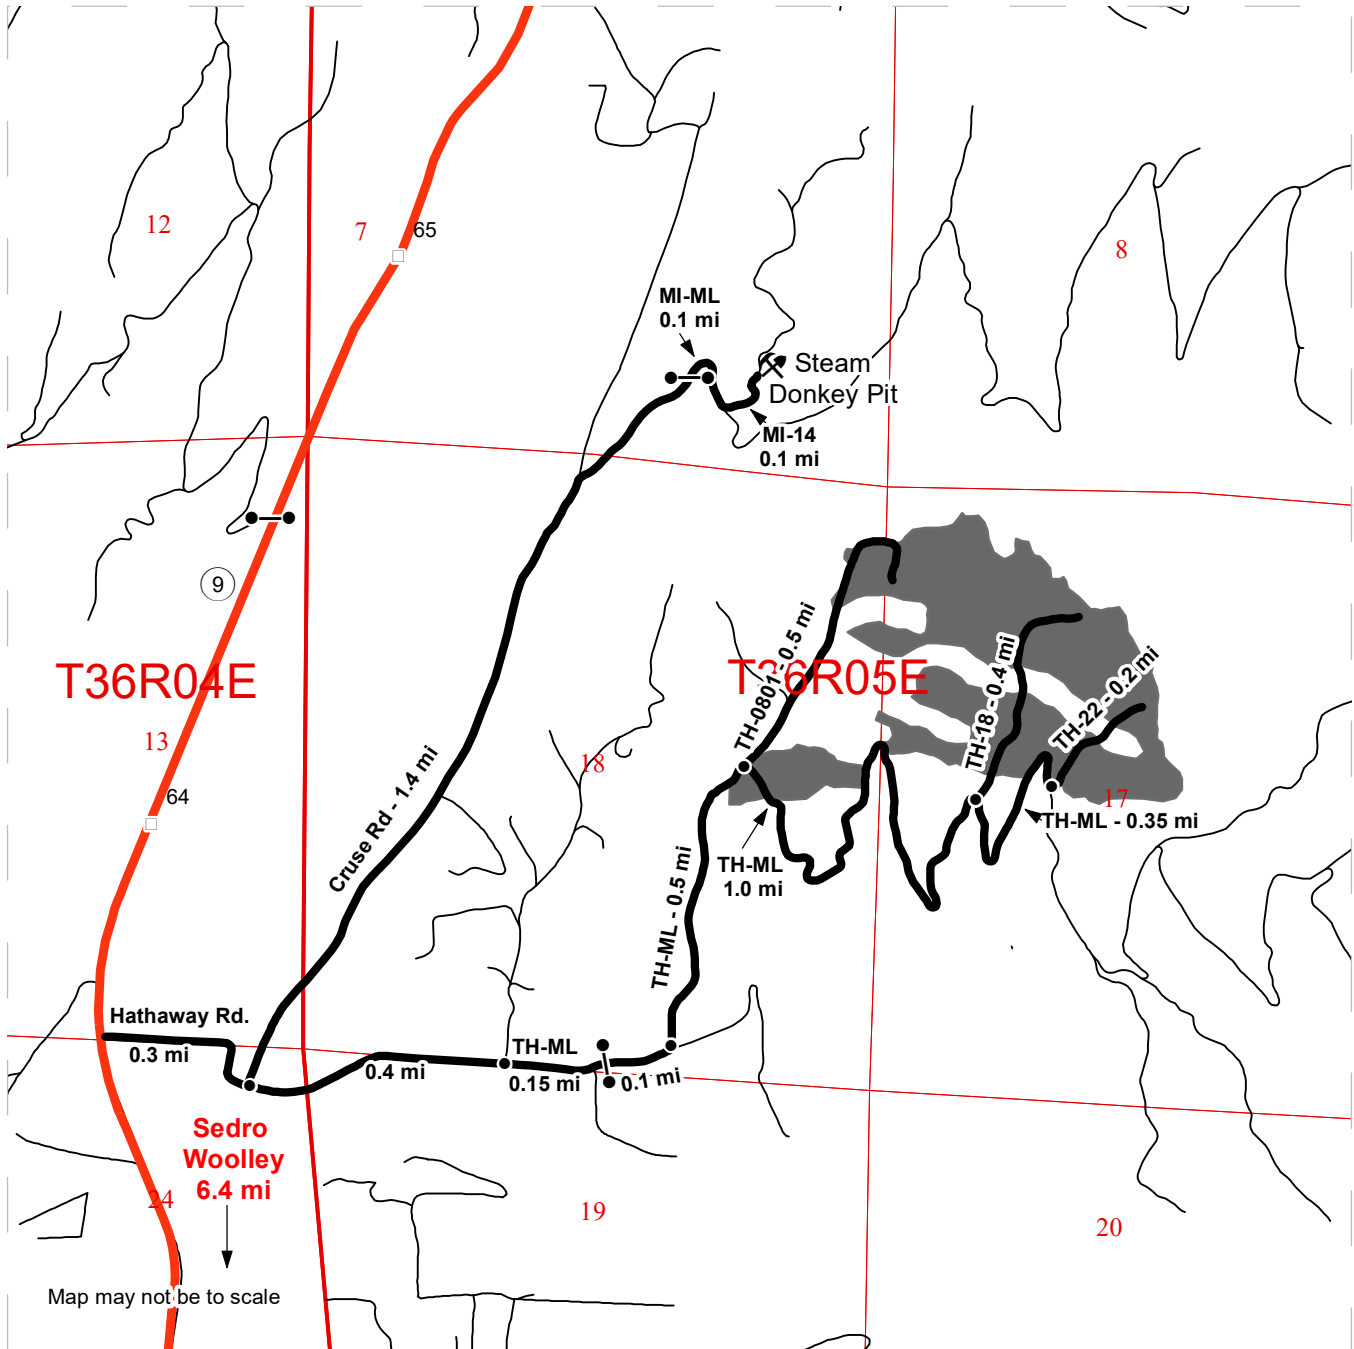 12
7
65
8
MI-ML
0.1 mi
Steam
Donkey Pit
MI-14
0.1 mi
9
T36R04E
T36R05E
TH-0801 - 0.5 mi
TH-18 - 0.4 mi
TH-22 - 0.2 mi
13
18
64
17
Cruse Rd - 1.4 mi
TH-ML - 0.35 mi
TH-ML
1.0 mi
TH-ML - 0.5 mi
Hathaway Rd.
0.3 mi
TH-ML
0.4 mi
0.15 mi
0.1 mi
Sedro
Woolley
6.4 mi
24
19
20
Map may not be to scale